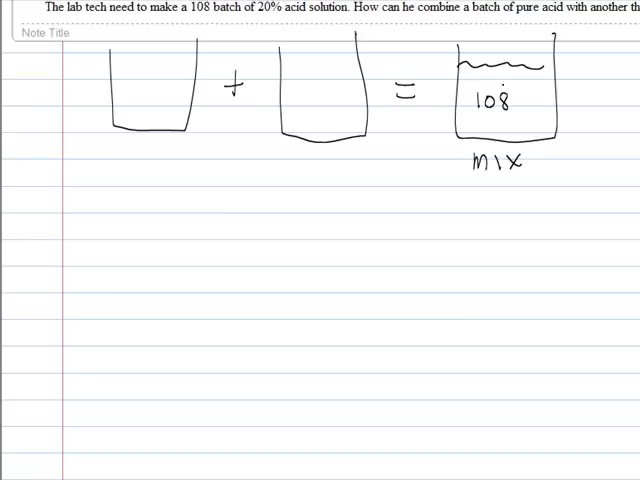 The lab tech need to make a 108 batch of 20% acid solution. How can he combine a batch of pure acid with another th
Note Title
+ = 108
mix